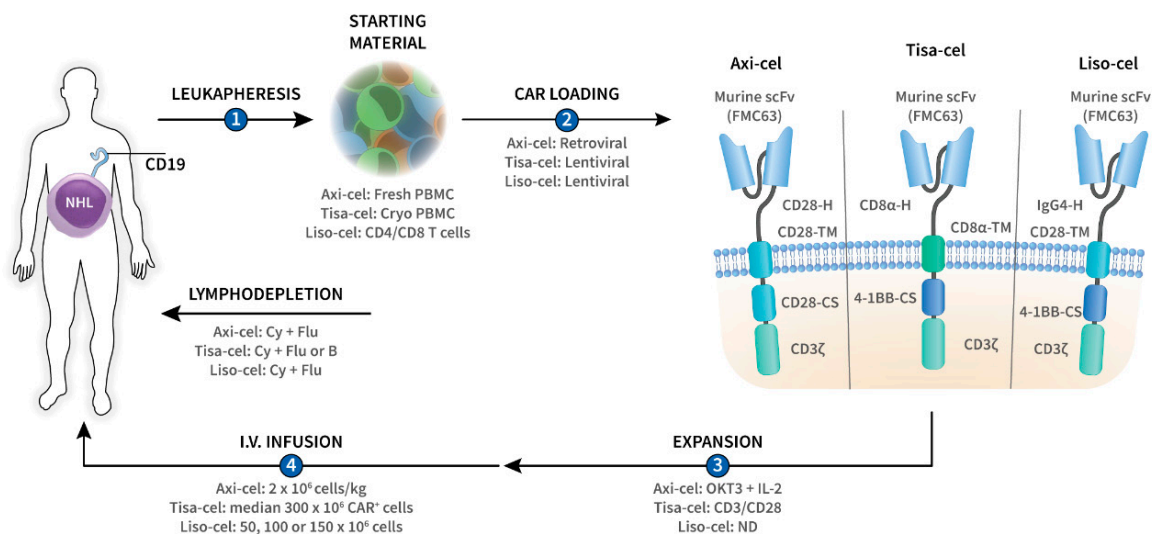 STARTING
MATERIAL
LEUKAPHERESIS
1
CD19
NHL
Axi-cel: Fresh PBMC
Tisa-cel: Cryo PBMC
Liso-cel: CD4/CD8 T cells
CAR LOADING
2
Axi-cel: Retroviral
Tisa-cel: Lentiviral
Liso-cel: Lentiviral
Axi-cel
Murine scFv
(FMC63)
CD28-H
CD28-TM
CD28-CS
CD3ζ
Tisa-cel
Murine scFv
(FMC63)
CD8α-H
CD8α-TM
4-1BB-CS
CD3ζ
Liso-cel
Murine scFv
(FMC63)
IgG4-H
CD28-TM
4-1BB-CS
CD3ζ
LYMPHODEPLETION
Axi-cel: Cy + Flu
Tisa-cel: Cy + Flu or B
Liso-cel: Cy + Flu
EXPANSION
3
Axi-cel: OKT3 + IL-2
Tisa-cel: CD3/CD28
Liso-cel: ND
I.V. INFUSION
4
Axi-cel: 2 x 10⁶ cells/kg
Tisa-cel: median 300 x 10⁶ CAR⁺ cells
Liso-cel: 50, 100 or 150 x 10⁶ cells